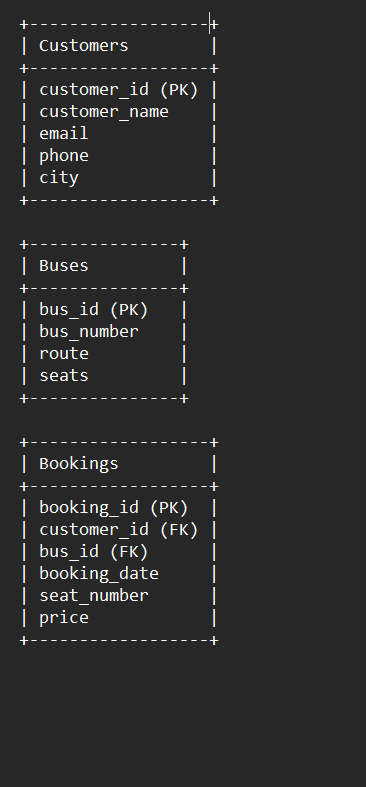 +------------------+
| Customers        |
+------------------+
| customer_id (PK) |
| customer_name    |
| email            |
| phone            |
| city             |
+------------------+
+---------------+
| Buses         |
+---------------+
| bus_id (PK)   |
| bus_number    |
| route         |
| seats         |
+---------------+
+------------------+
| Bookings         |
+------------------+
| booking_id (PK)  |
| customer_id (FK) |
| bus_id (FK)      |
| booking_date     |
| seat_number      |
| price            |
+------------------+